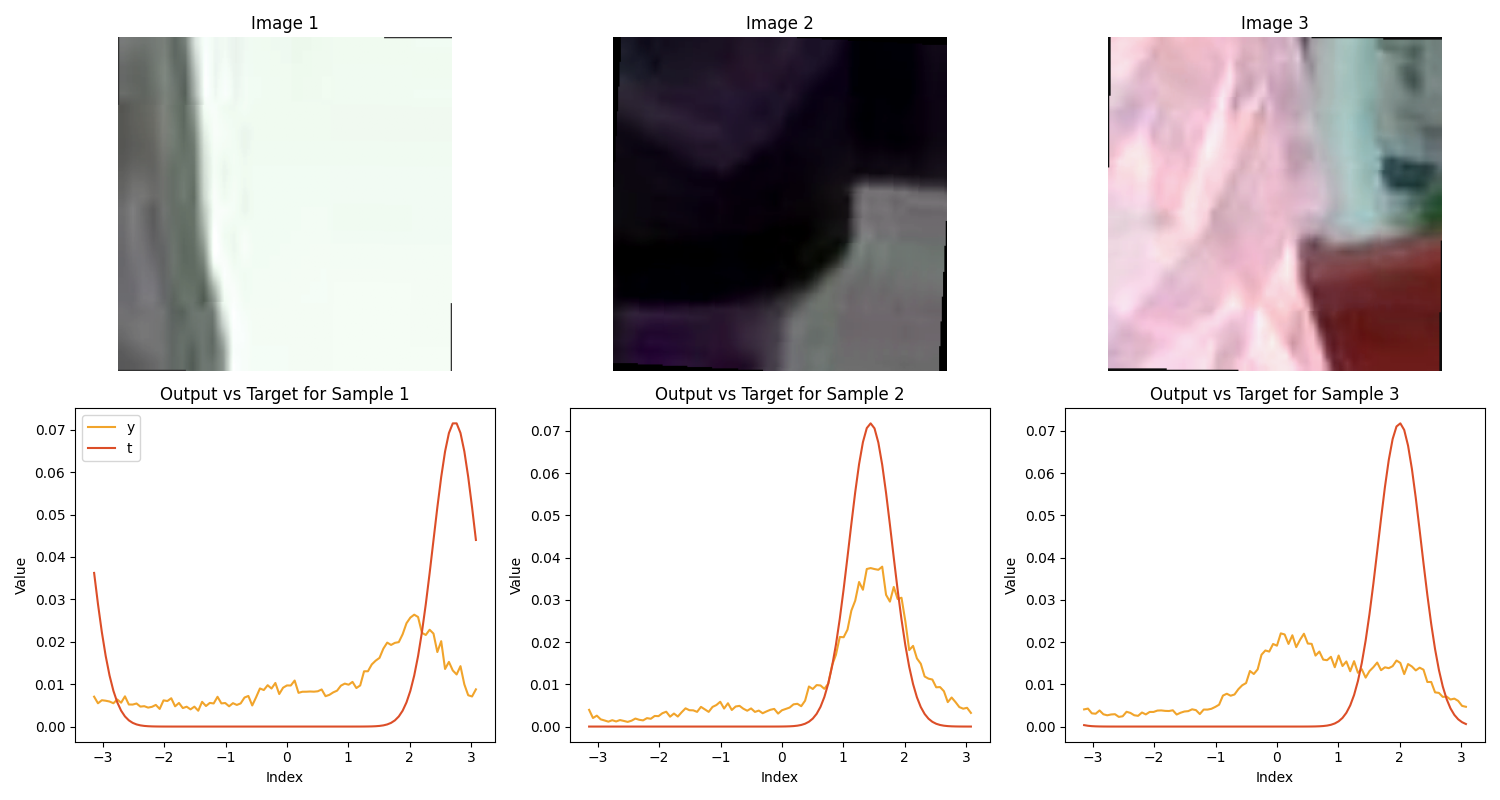 Image 1
Image 2
Image 3
Output vs Target for Sample 1
Output vs Target for Sample 2
Output vs Target for Sample 3
y
t
Value
0.07
0.06
0.05
0.04
0.03
0.02
0.01
0.00
−3 −2 −1 0 1 2 3
Index
Value
0.07
0.06
0.05
0.04
0.03
0.02
0.01
0.00
−3 −2 −1 0 1 2 3
Index
Value
0.07
0.06
0.05
0.04
0.03
0.02
0.01
0.00
−3 −2 −1 0 1 2 3
Index